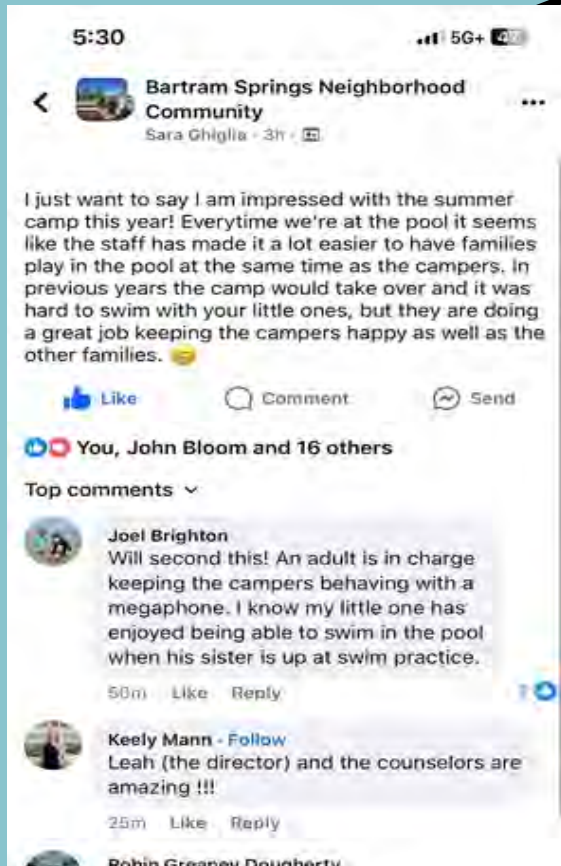 5:30
5G+
Bartram Springs Neighborhood
Community
Sara Ghiglia · 3h ·
I just want to say I am impressed with the summer
camp this year! Everytime we're at the pool it seems
like the staff has made it a lot easier to have families
play in the pool at the same time as the campers. In
previous years the camp would take over and it was
hard to swim with your little ones, but they are doing
a great job keeping the campers happy as well as the
other families.
Like Comment Send
You, John Bloom and 16 others
Top comments
Joel Brighton
Will second this! An adult is in charge
keeping the campers behaving with a
megaphone. I know my little one has
enjoyed being able to swim in the pool
when his sister is up at swim practice.
50m Like Reply
Keely Mann · Follow
Leah (the director) and the counselors are
amazing !!!
25m Like Reply
Robin Greaney Dougherty